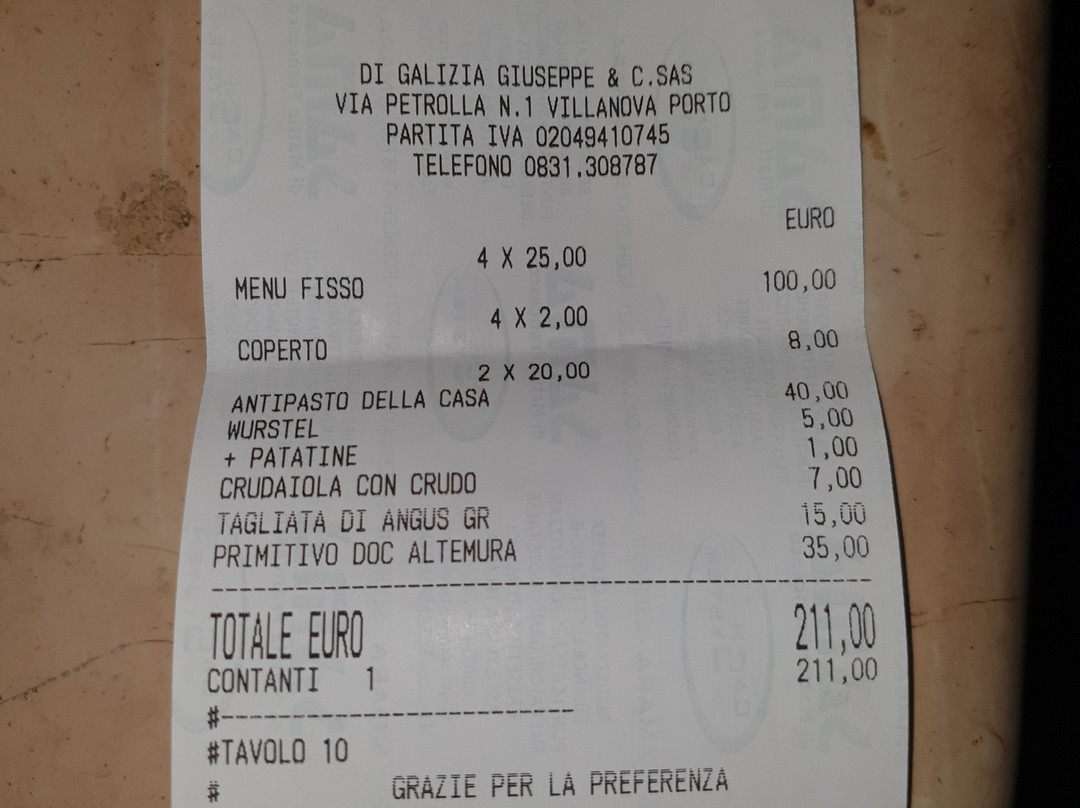 DI GALIZIA GIUSEPPE & C.SAS
VIA PETROLLA N.1 VILLANOVA PORTO
PARTITA IVA 02049410745
TELEFONO 0831.308787
EURO
4 X 25,00
MENU FISSO 100,00
4 X 2,00
COPERTO 8,00
2 X 20,00
ANTIPASTO DELLA CASA 40,00
WURSTEL 5,00
+ PATATINE 1,00
CRUDAIOLA CON CRUDO 7,00
TAGLIATA DI ANGUS GR 15,00
PRIMITIVO DOC ALTEMURA 35,00
TOTALE EURO 211,00
CONTANTI 1 211,00
#---------------------------
#TAVOLO 10
# GRAZIE PER LA PREFERENZA